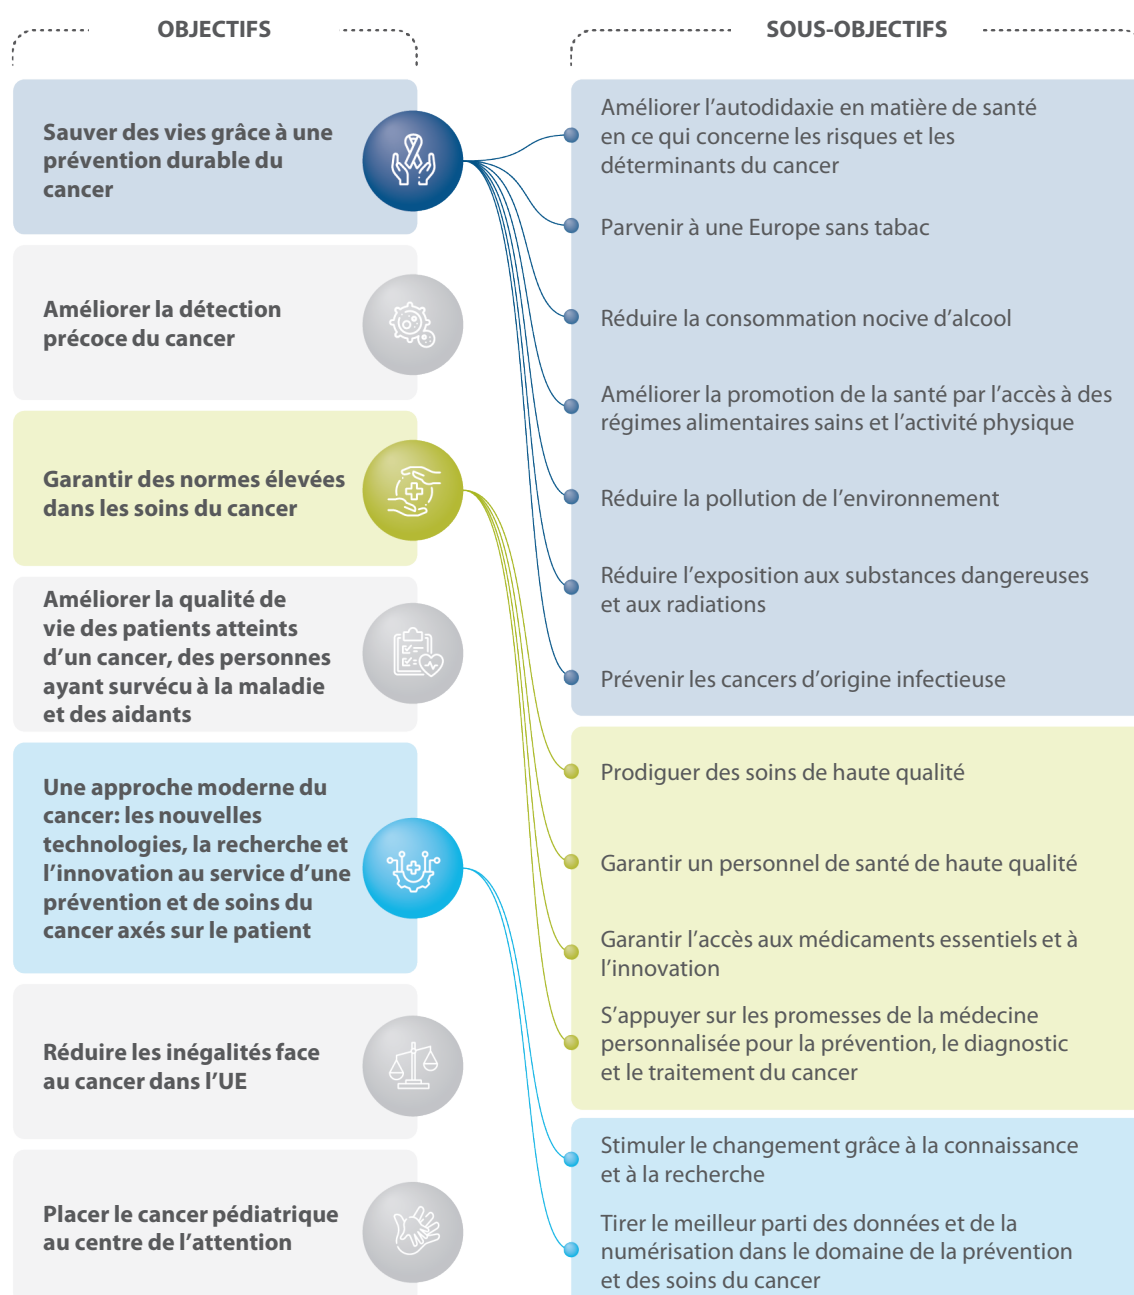 OBJECTIFS
Sauver des vies grâce à une
prévention durable du
cancer
Améliorer la détection
précoce du cancer
Garantir des normes élevées
dans les soins du cancer
Améliorer la qualité de
vie des patients atteints
d’un cancer, des personnes
ayant survécu à la maladie
et des aidants
Une approche moderne du
cancer: les nouvelles
technologies, la recherche et
l’innovation au service d’une
prévention et de soins du
cancer axés sur le patient
Réduire les inégalités face
au cancer dans l’UE
Placer le cancer pédiatrique
au centre de l’attention
SOUS-OBJECTIFS
Améliorer l’autodidaxie en matière de santé
en ce qui concerne les risques et les
déterminants du cancer
Parvenir à une Europe sans tabac
Réduire la consommation nocive d’alcool
Améliorer la promotion de la santé par l’accès à des
régimes alimentaires sains et l’activité physique
Réduire la pollution de l’environnement
Réduire l’exposition aux substances dangereuses
et aux radiations
Prévenir les cancers d’origine infectieuse
Prodiguer des soins de haute qualité
Garantir un personnel de santé de haute qualité
Garantir l’accès aux médicaments essentiels et à
l’innovation
S’appuyer sur les promesses de la médecine
personnalisée pour la prévention, le diagnostic
et le traitement du cancer
Stimuler le changement grâce à la connaissance
et à la recherche
Tirer le meilleur parti des données et de la
numérisation dans le domaine de la prévention
et des soins du cancer